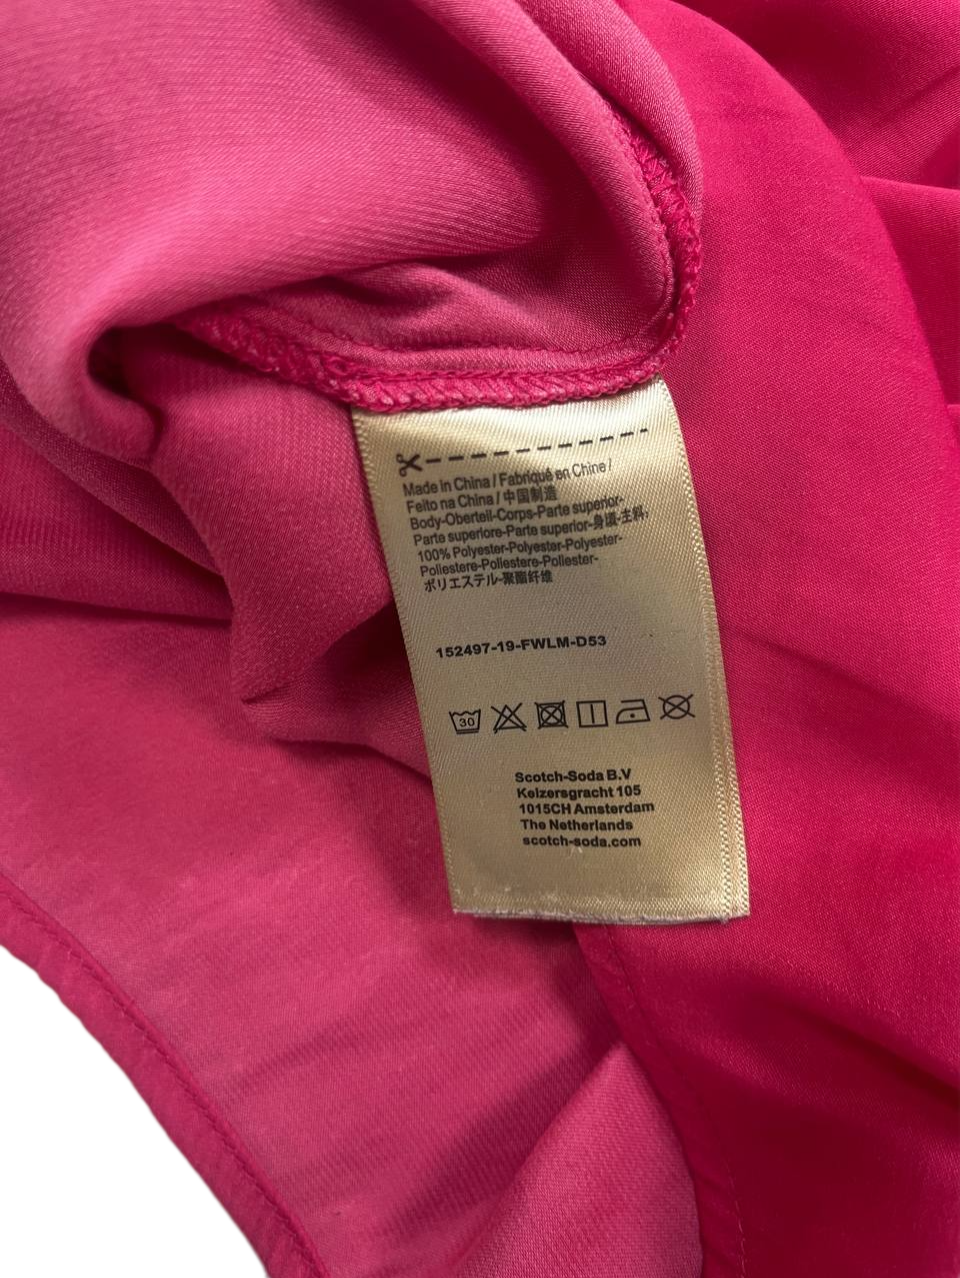 Made in China / Fabriqué en Chine /
Feito na China / 中国制造
Body-Oberteil-Corps-Parte superior-
Parte superiore-Parte superior-身頃-主料:
100% Polyester-Polyester-Polyester-
Poliestere-Poliestere-Poliester-
ポリエステル-聚酯纤维
152497-19-FWLM-D53
30
Scotch-Soda B.V
Keizersgracht 105
1015CH Amsterdam
The Netherlands
scotch-soda.com